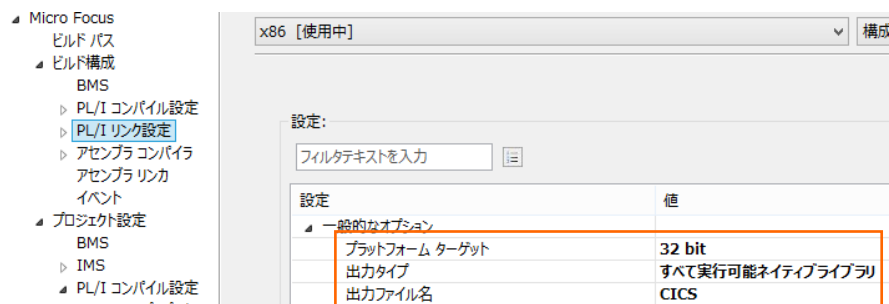 Micro Focus
ビルド パス
ビルド構成
BMS
PL/I コンパイル設定
PL/I リンク設定
アセンブラ コンパイラ
アセンブラ リンカ
イベント
プロジェクト設定
BMS
IMS
PL/I コンパイル設定
x86 [使用中]
構成
設定:
フィルタテキストを入力
設定 値
一般的なオプション
プラットフォーム ターゲット 32 bit
出力タイプ すべて実行可能ネイティブライブラリ
出力ファイル名 CICS